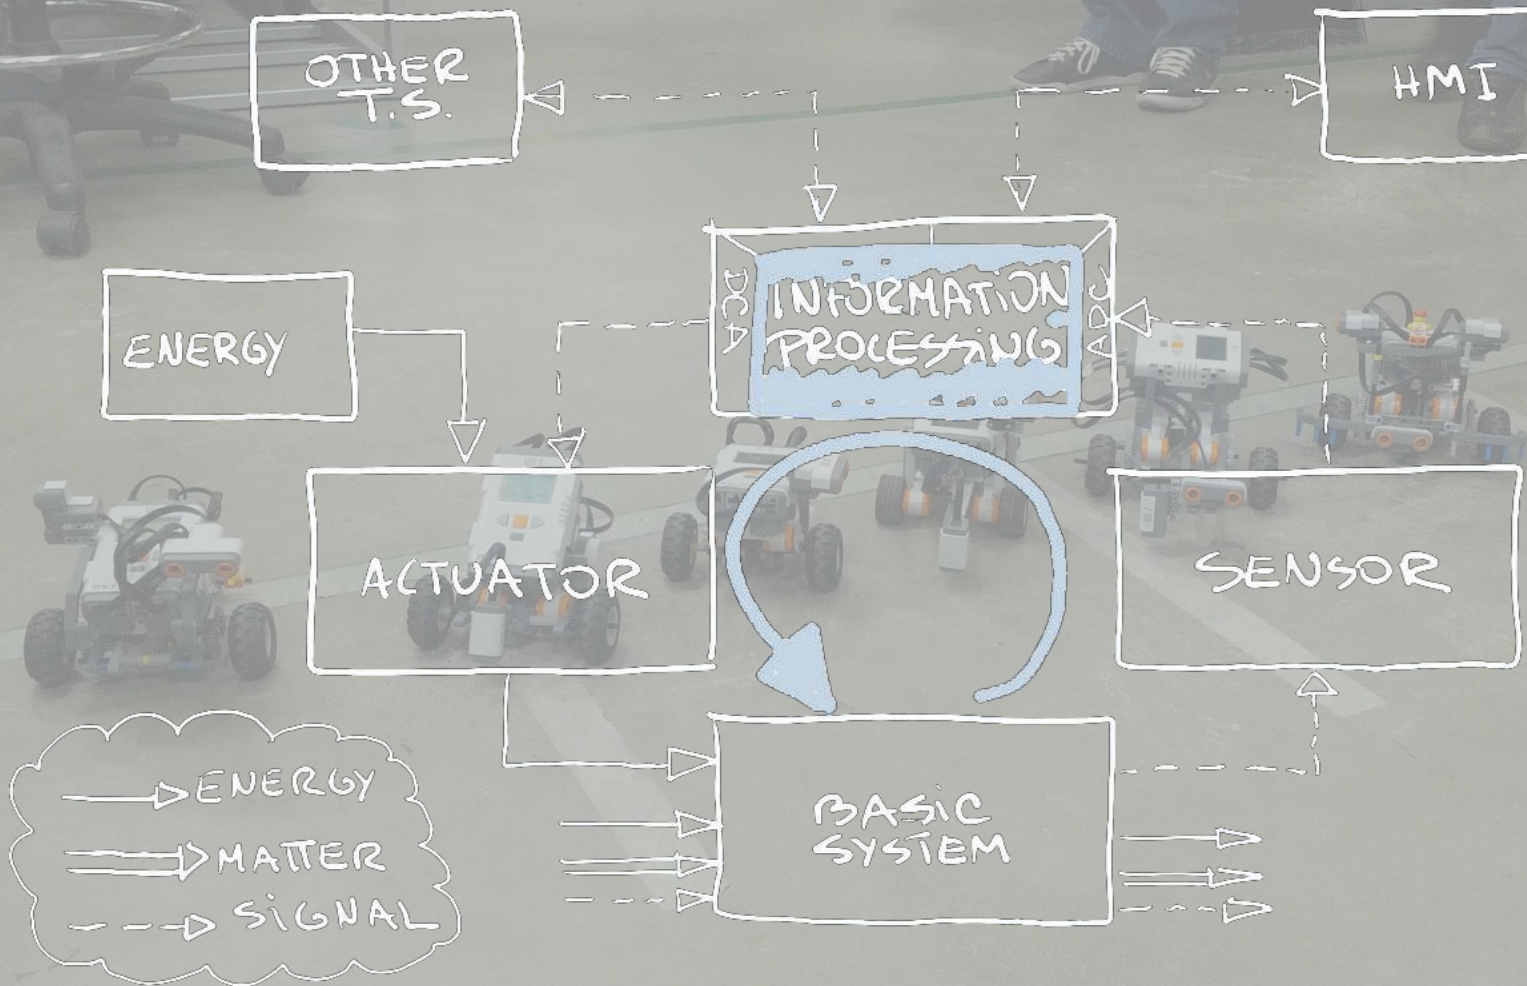 OTHER
T.S.
HMI
DCA
INFORMATION
PROCESSING
ADC
ENERGY
ACTUATOR
SENSOR
BASIC
SYSTEM
ENERGY
MATTER
SIGNAL